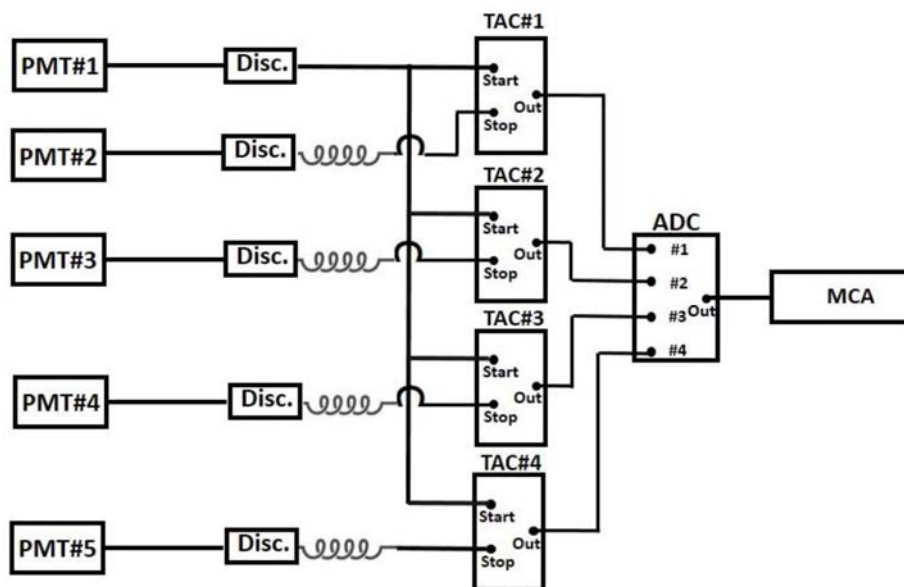 TAC#1
PMT#1
Disc.
Start
Out
Stop
PMT#2
Disc.
TAC#2
Start
Out
Stop
PMT#3
Disc.
ADC
#1
#2
Out
#3
#4
MCA
TAC#3
Start
Out
Stop
PMT#4
Disc.
TAC#4
Start
Out
Stop
PMT#5
Disc.